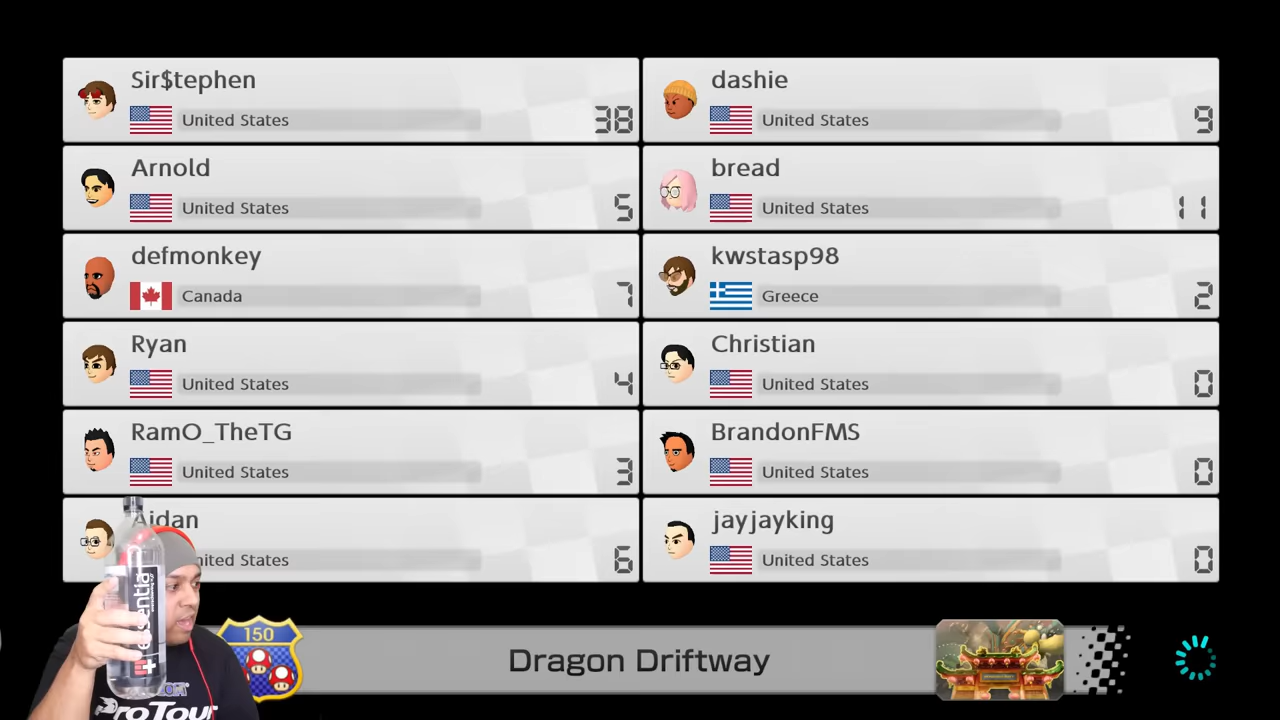 Sir$tephen
United States
38
dashie
United States
9
Arnold
United States
5
bread
United States
11
defmonkey
Canada
7
kwstasp98
Greece
2
Ryan
United States
4
Christian
United States
0
RamO_TheTG
United States
3
BrandonFMS
United States
0
Aidan
nited States
6
jayjayking
United States
0
150
Dragon Driftway
essentia
ProTour